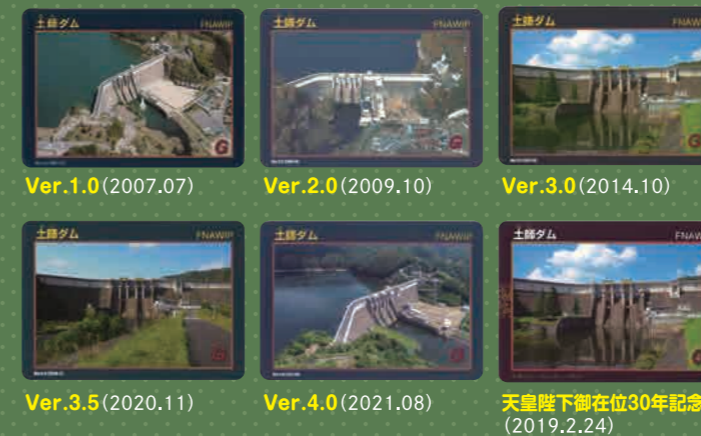 土師ダム FNAWIP
G
Ver.1.0(2007.07)
土師ダム FNAWIP
G
Ver.2.0(2009.10)
土師ダム FNAW
G
Ver.3.0(2014.10)
土師ダム FNAWIP
G
Ver.3.5(2020.11)
土師ダム FNAWIP
G
Ver.4.0(2021.08)
土師ダム FNAW
天皇陛下御在位30年記念
(2019.2.24)